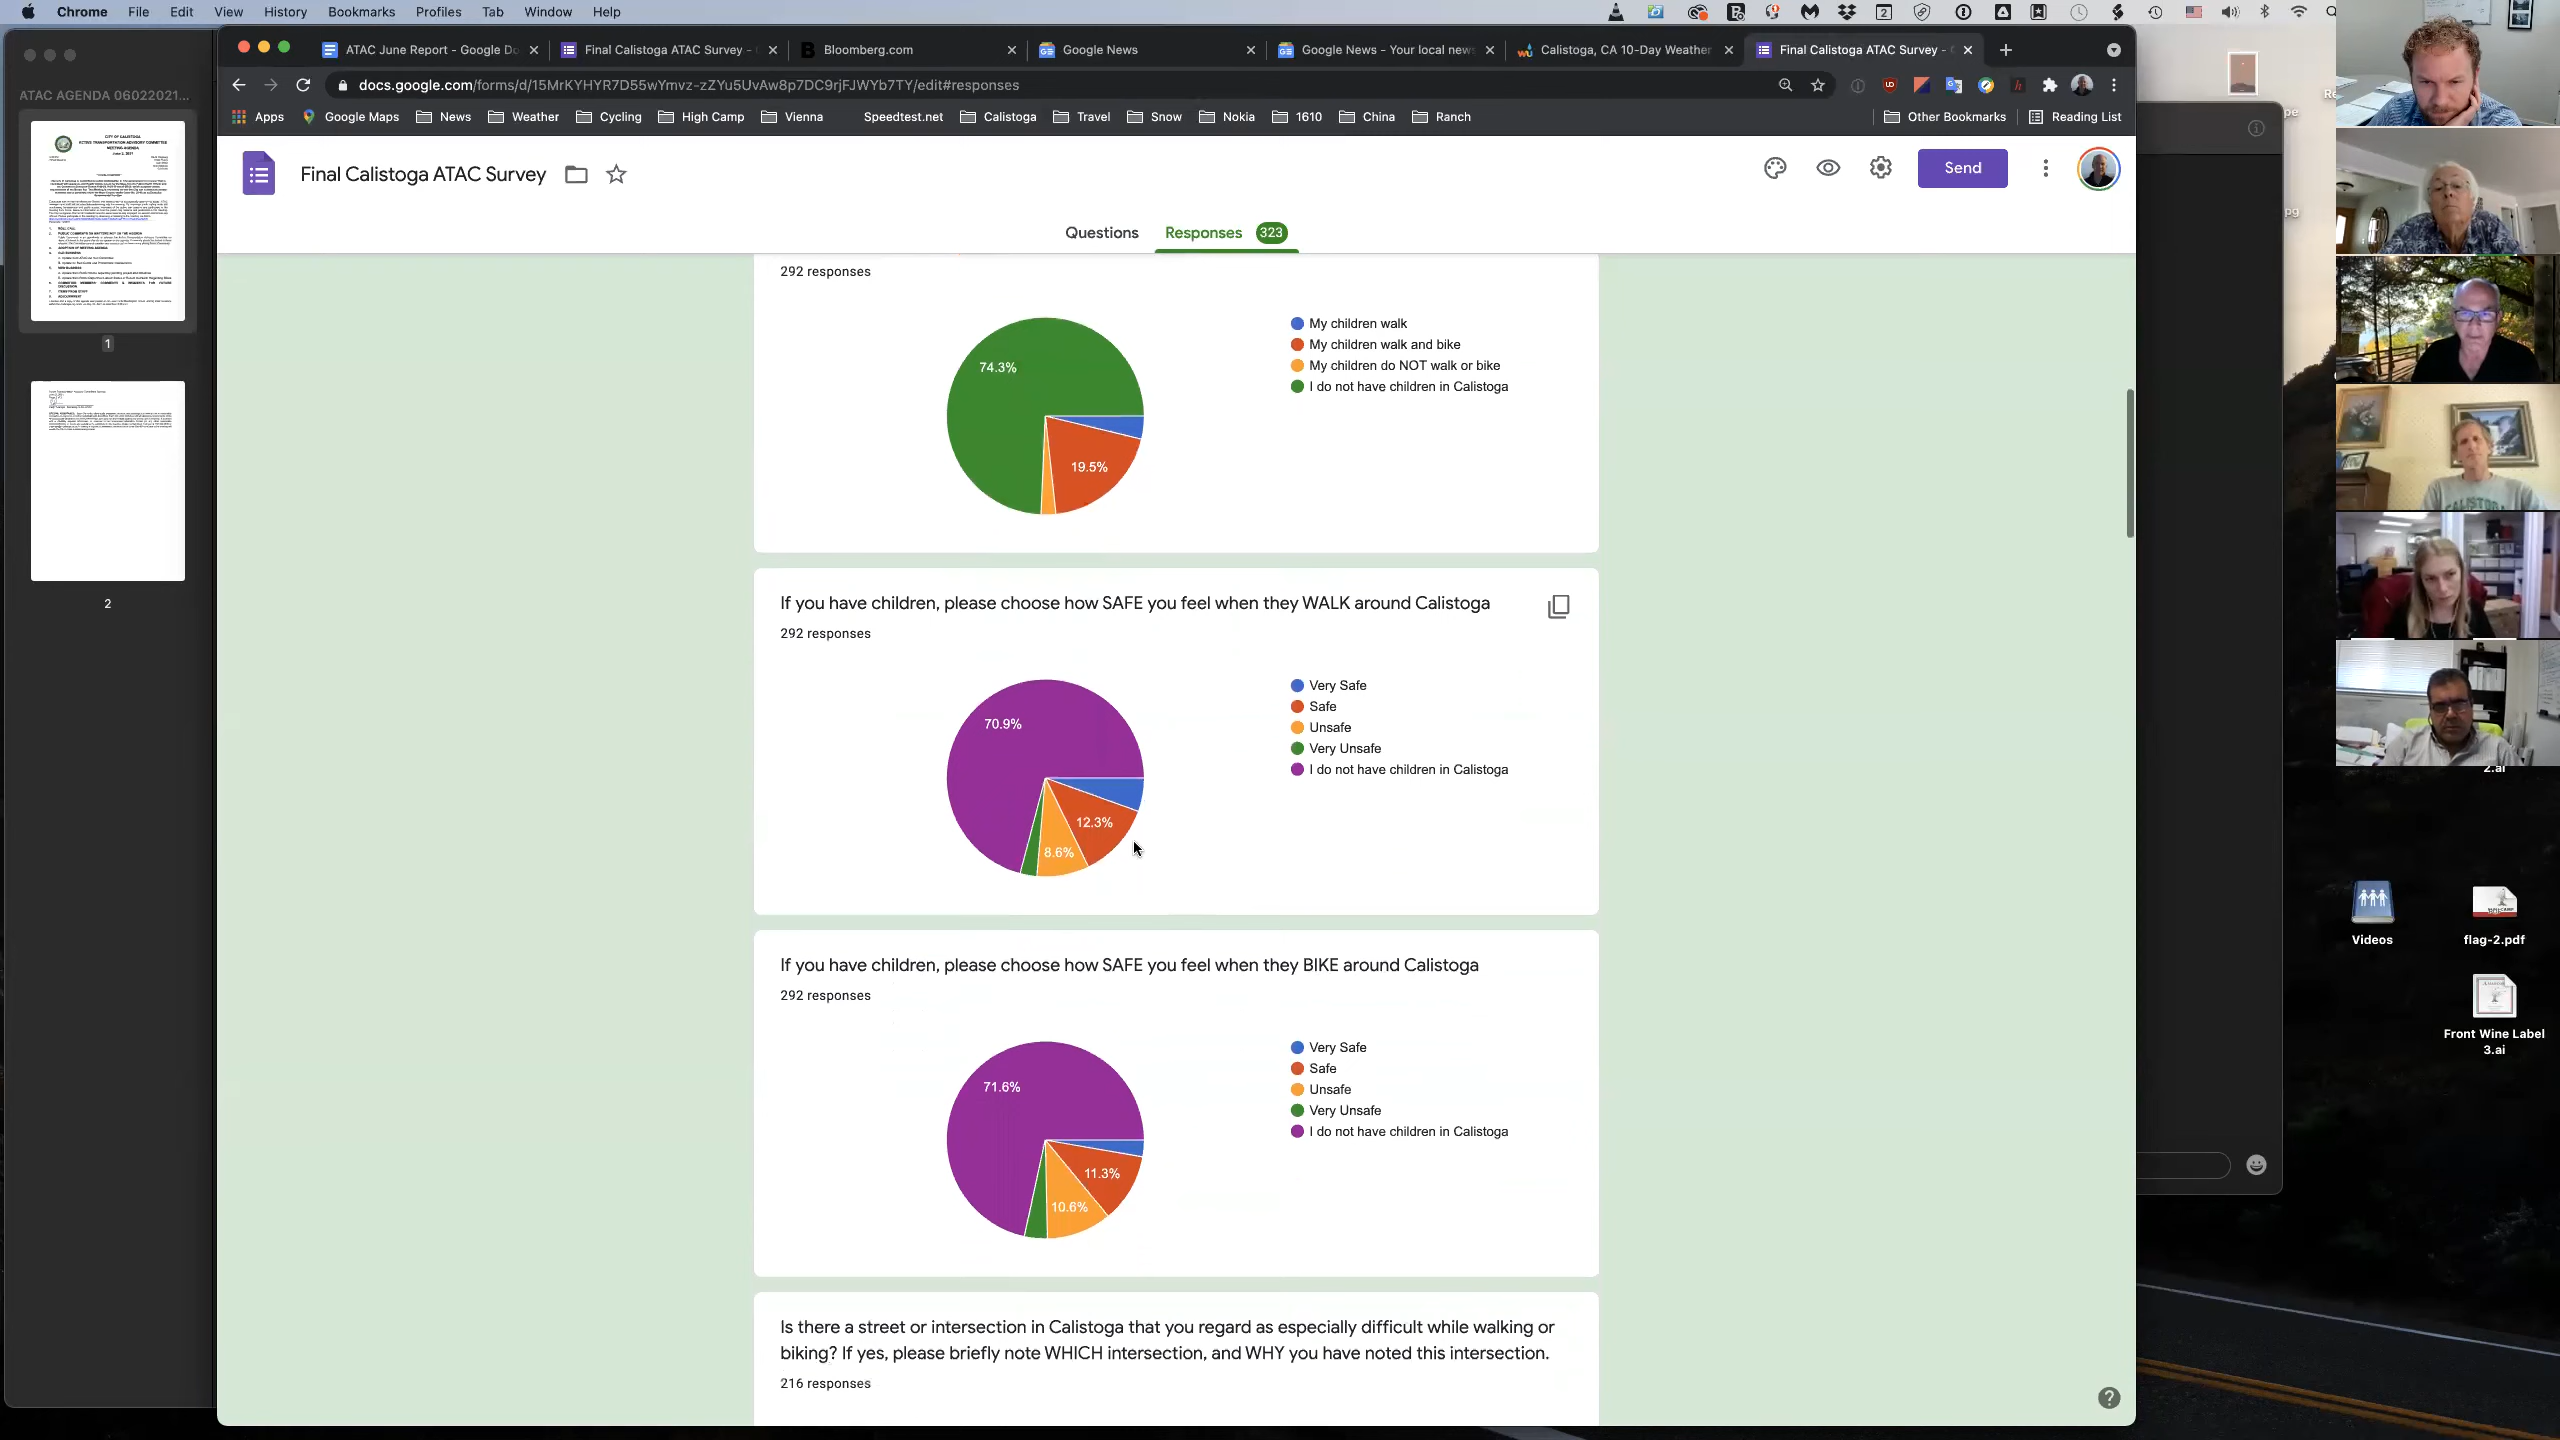 Chrome File Edit View History Bookmarks Profiles Tab Window Help
ATAC AGENDA 06022021...
1
2
ATAC June Report - Google Do
Final Calistoga ATAC Survey -
Bloomberg.com
Google News
Google News - Your local news
Calistoga, CA 10-Day Weather
Final Calistoga ATAC Survey -
docs.google.com/forms/d/15MrKYHYR7D55wYmvz-zZYu5UvAw8p7DC9rjFJWYb7TY/edit#responses
Apps Google Maps News Weather Cycling High Camp Vienna Speedtest.net Calistoga Travel Snow Nokia 1610 China Ranch Other Bookmarks Reading List
Final Calistoga ATAC Survey
Send
Questions Responses 323
292 responses
74.3%
19.5%
My children walk
My children walk and bike
My children do NOT walk or bike
I do not have children in Calistoga
If you have children, please choose how SAFE you feel when they WALK around Calistoga
292 responses
70.9%
12.3%
8.6%
Very Safe
Safe
Unsafe
Very Unsafe
I do not have children in Calistoga
If you have children, please choose how SAFE you feel when they BIKE around Calistoga
292 responses
71.6%
11.3%
10.6%
Very Safe
Safe
Unsafe
Very Unsafe
I do not have children in Calistoga
Is there a street or intersection in Calistoga that you regard as especially difficult while walking or
biking? If yes, please briefly note WHICH intersection, and WHY you have noted this intersection.
216 responses
2.ai
Videos
flag-2.pdf
Front Wine Label
3.ai